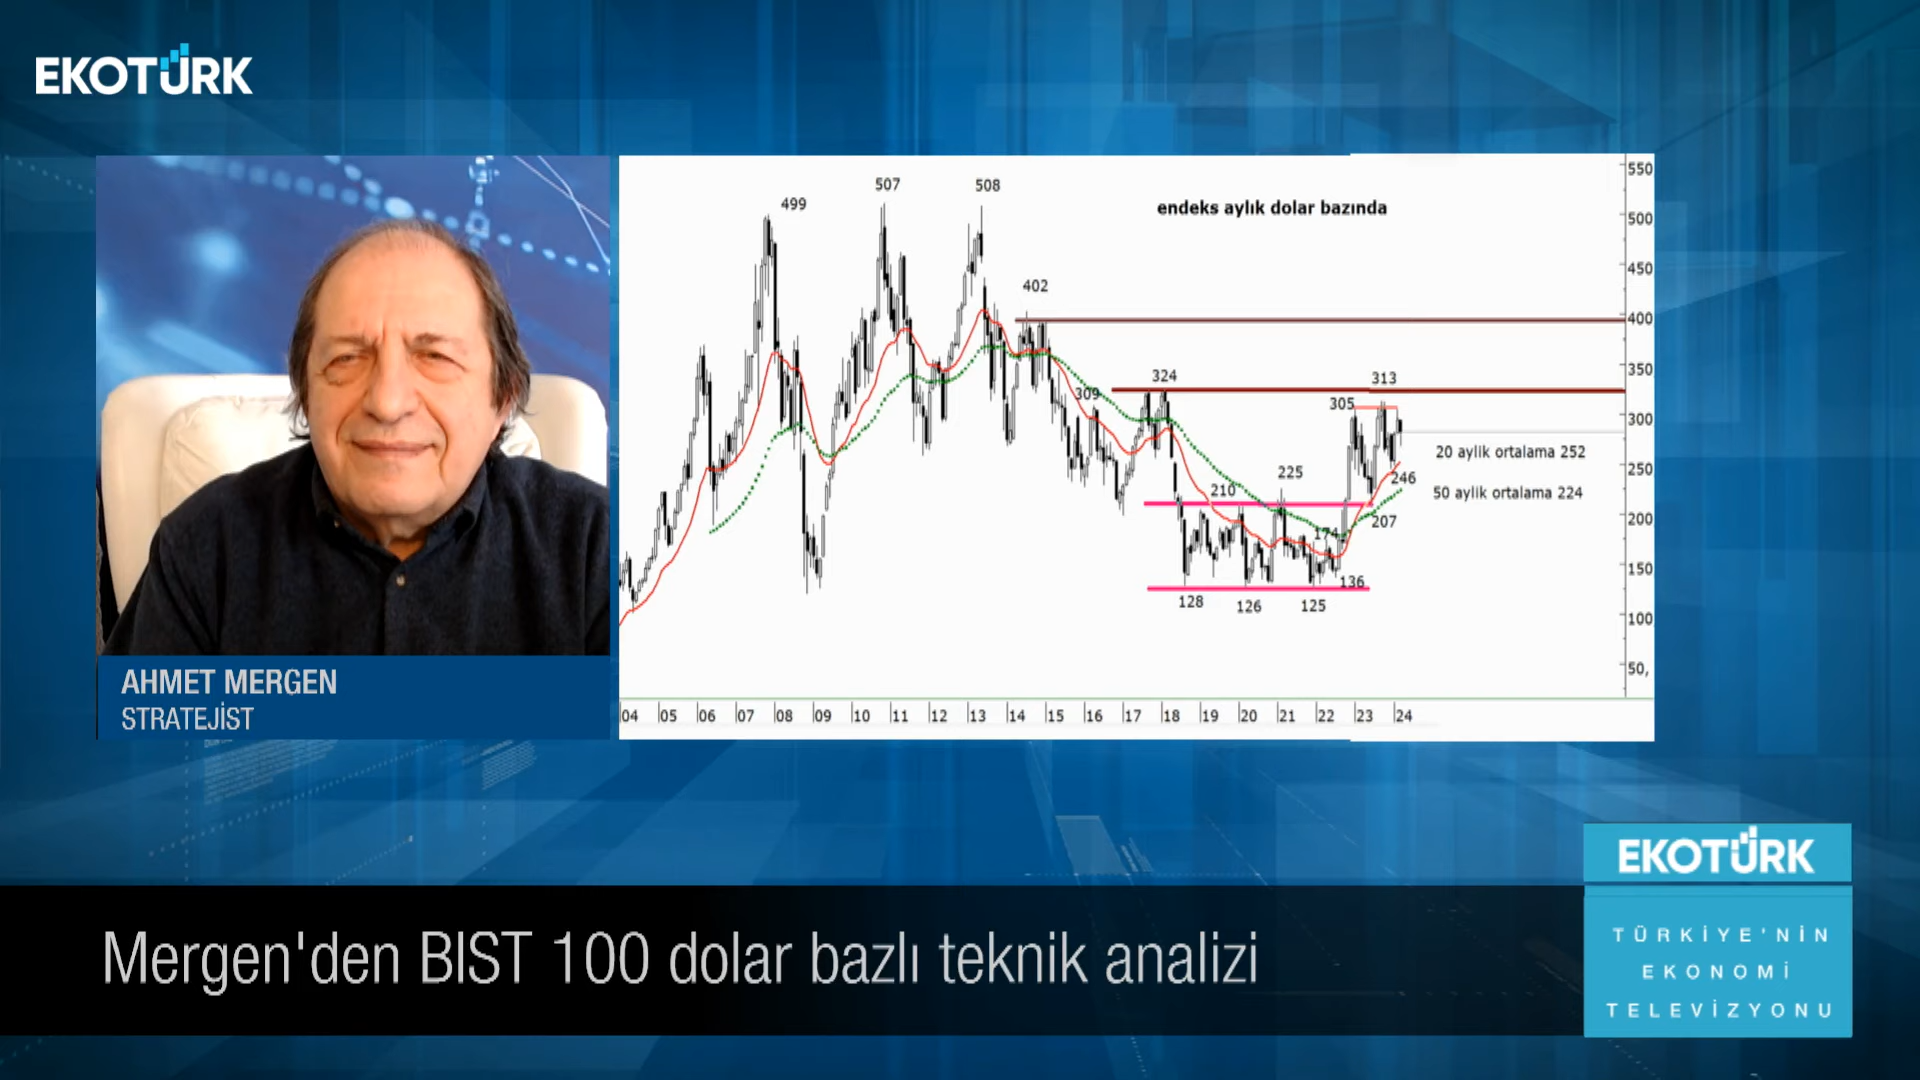 EKOTÜRK
AHMET MERGEN
STRATEJİST
endeks aylık dolar bazında
499
507
508
402
309
324
305
313
210
225
174
246
207
136
128
126
125
20 aylik ortalama 252
50 aylik ortalama 224
550
500
450
400
350
300
250
200
150
100
50,
04 05 06 07 08 09 10 11 12 13 14 15 16 17 18 19 20 21 22 23 24
Mergen'den BIST 100 dolar bazlı teknik analizi
EKOTÜRK
TÜRKİYE'NİN
EKONOMİ
TELEVİZYONU